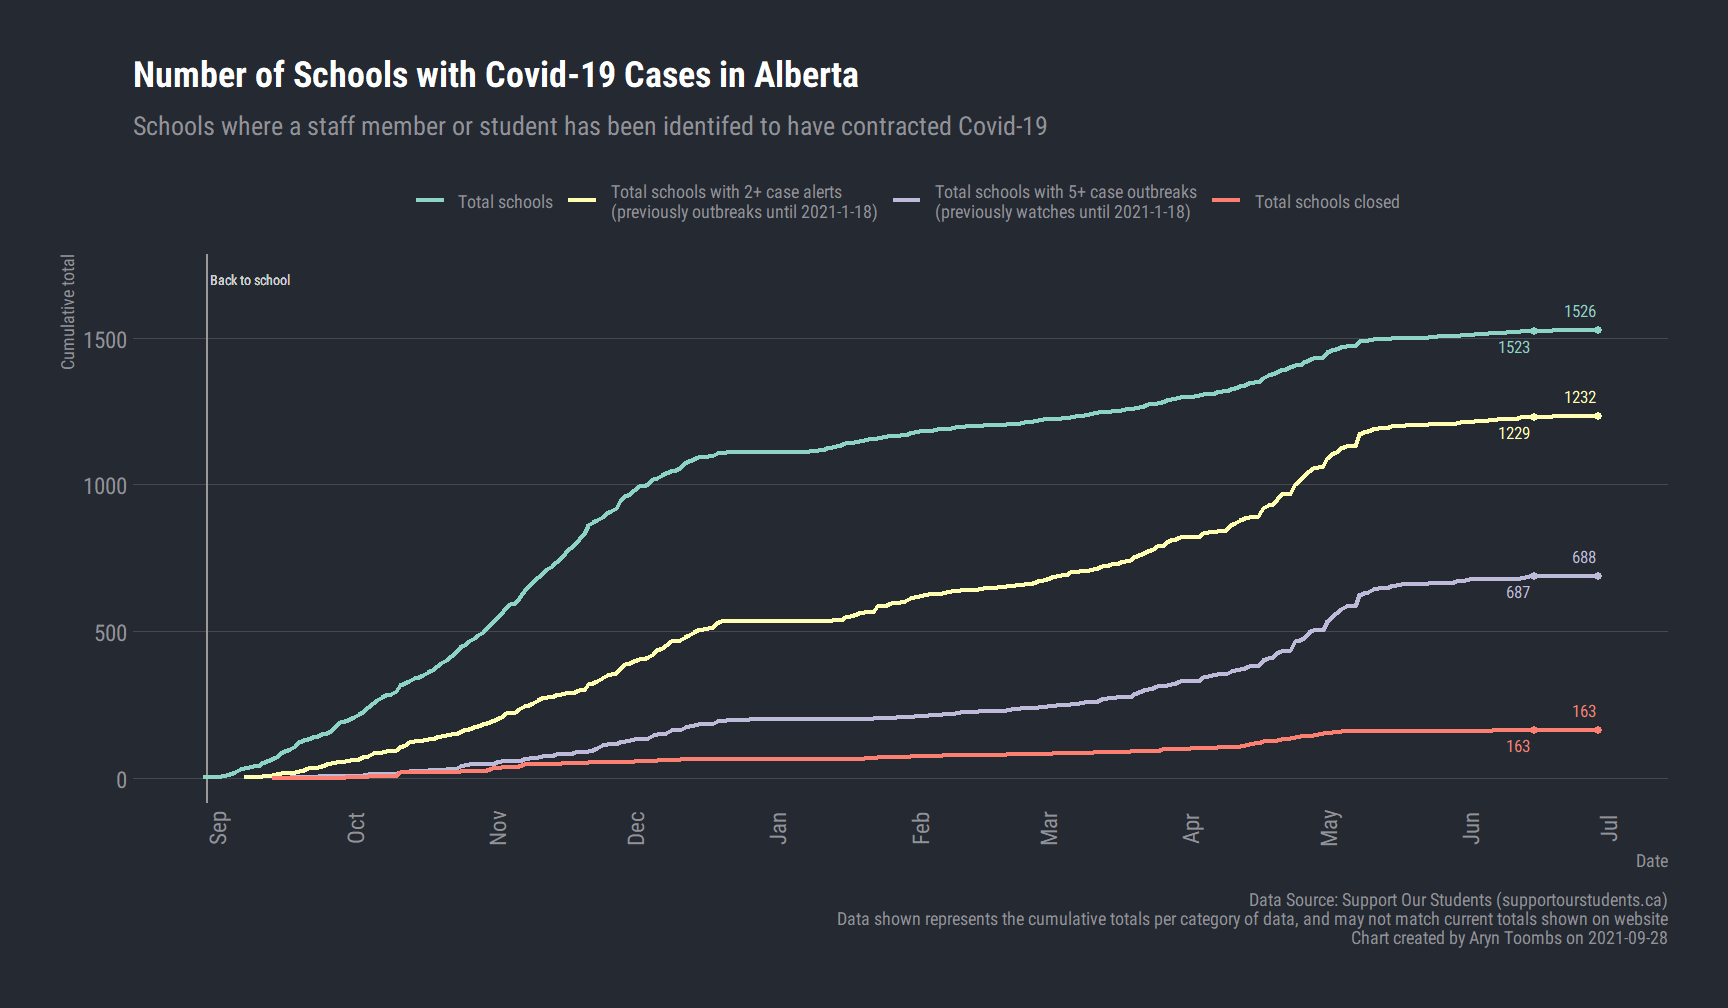 Number of Schools with Covid-19 Cases in Alberta
Schools where a staff member or student has been identifed to have contracted Covid-19
Total schools
Total schools with 2+ case alerts
(previously outbreaks until 2021-1-18)
Total schools with 5+ case outbreaks
(previously watches until 2021-1-18)
Total schools closed
Cumulative total
Back to school
1526
1500
1523
1232
1229
1000
688
687
500
163
163
0
Sep
Oct
Nov
Dec
Jan
Feb
Mar
Apr
May
Jun
Jul
Date
Data Source: Support Our Students (supportourstudents.ca)
Data shown represents the cumulative totals per category of data, and may not match current totals shown on website
Chart created by Aryn Toombs on 2021-09-28